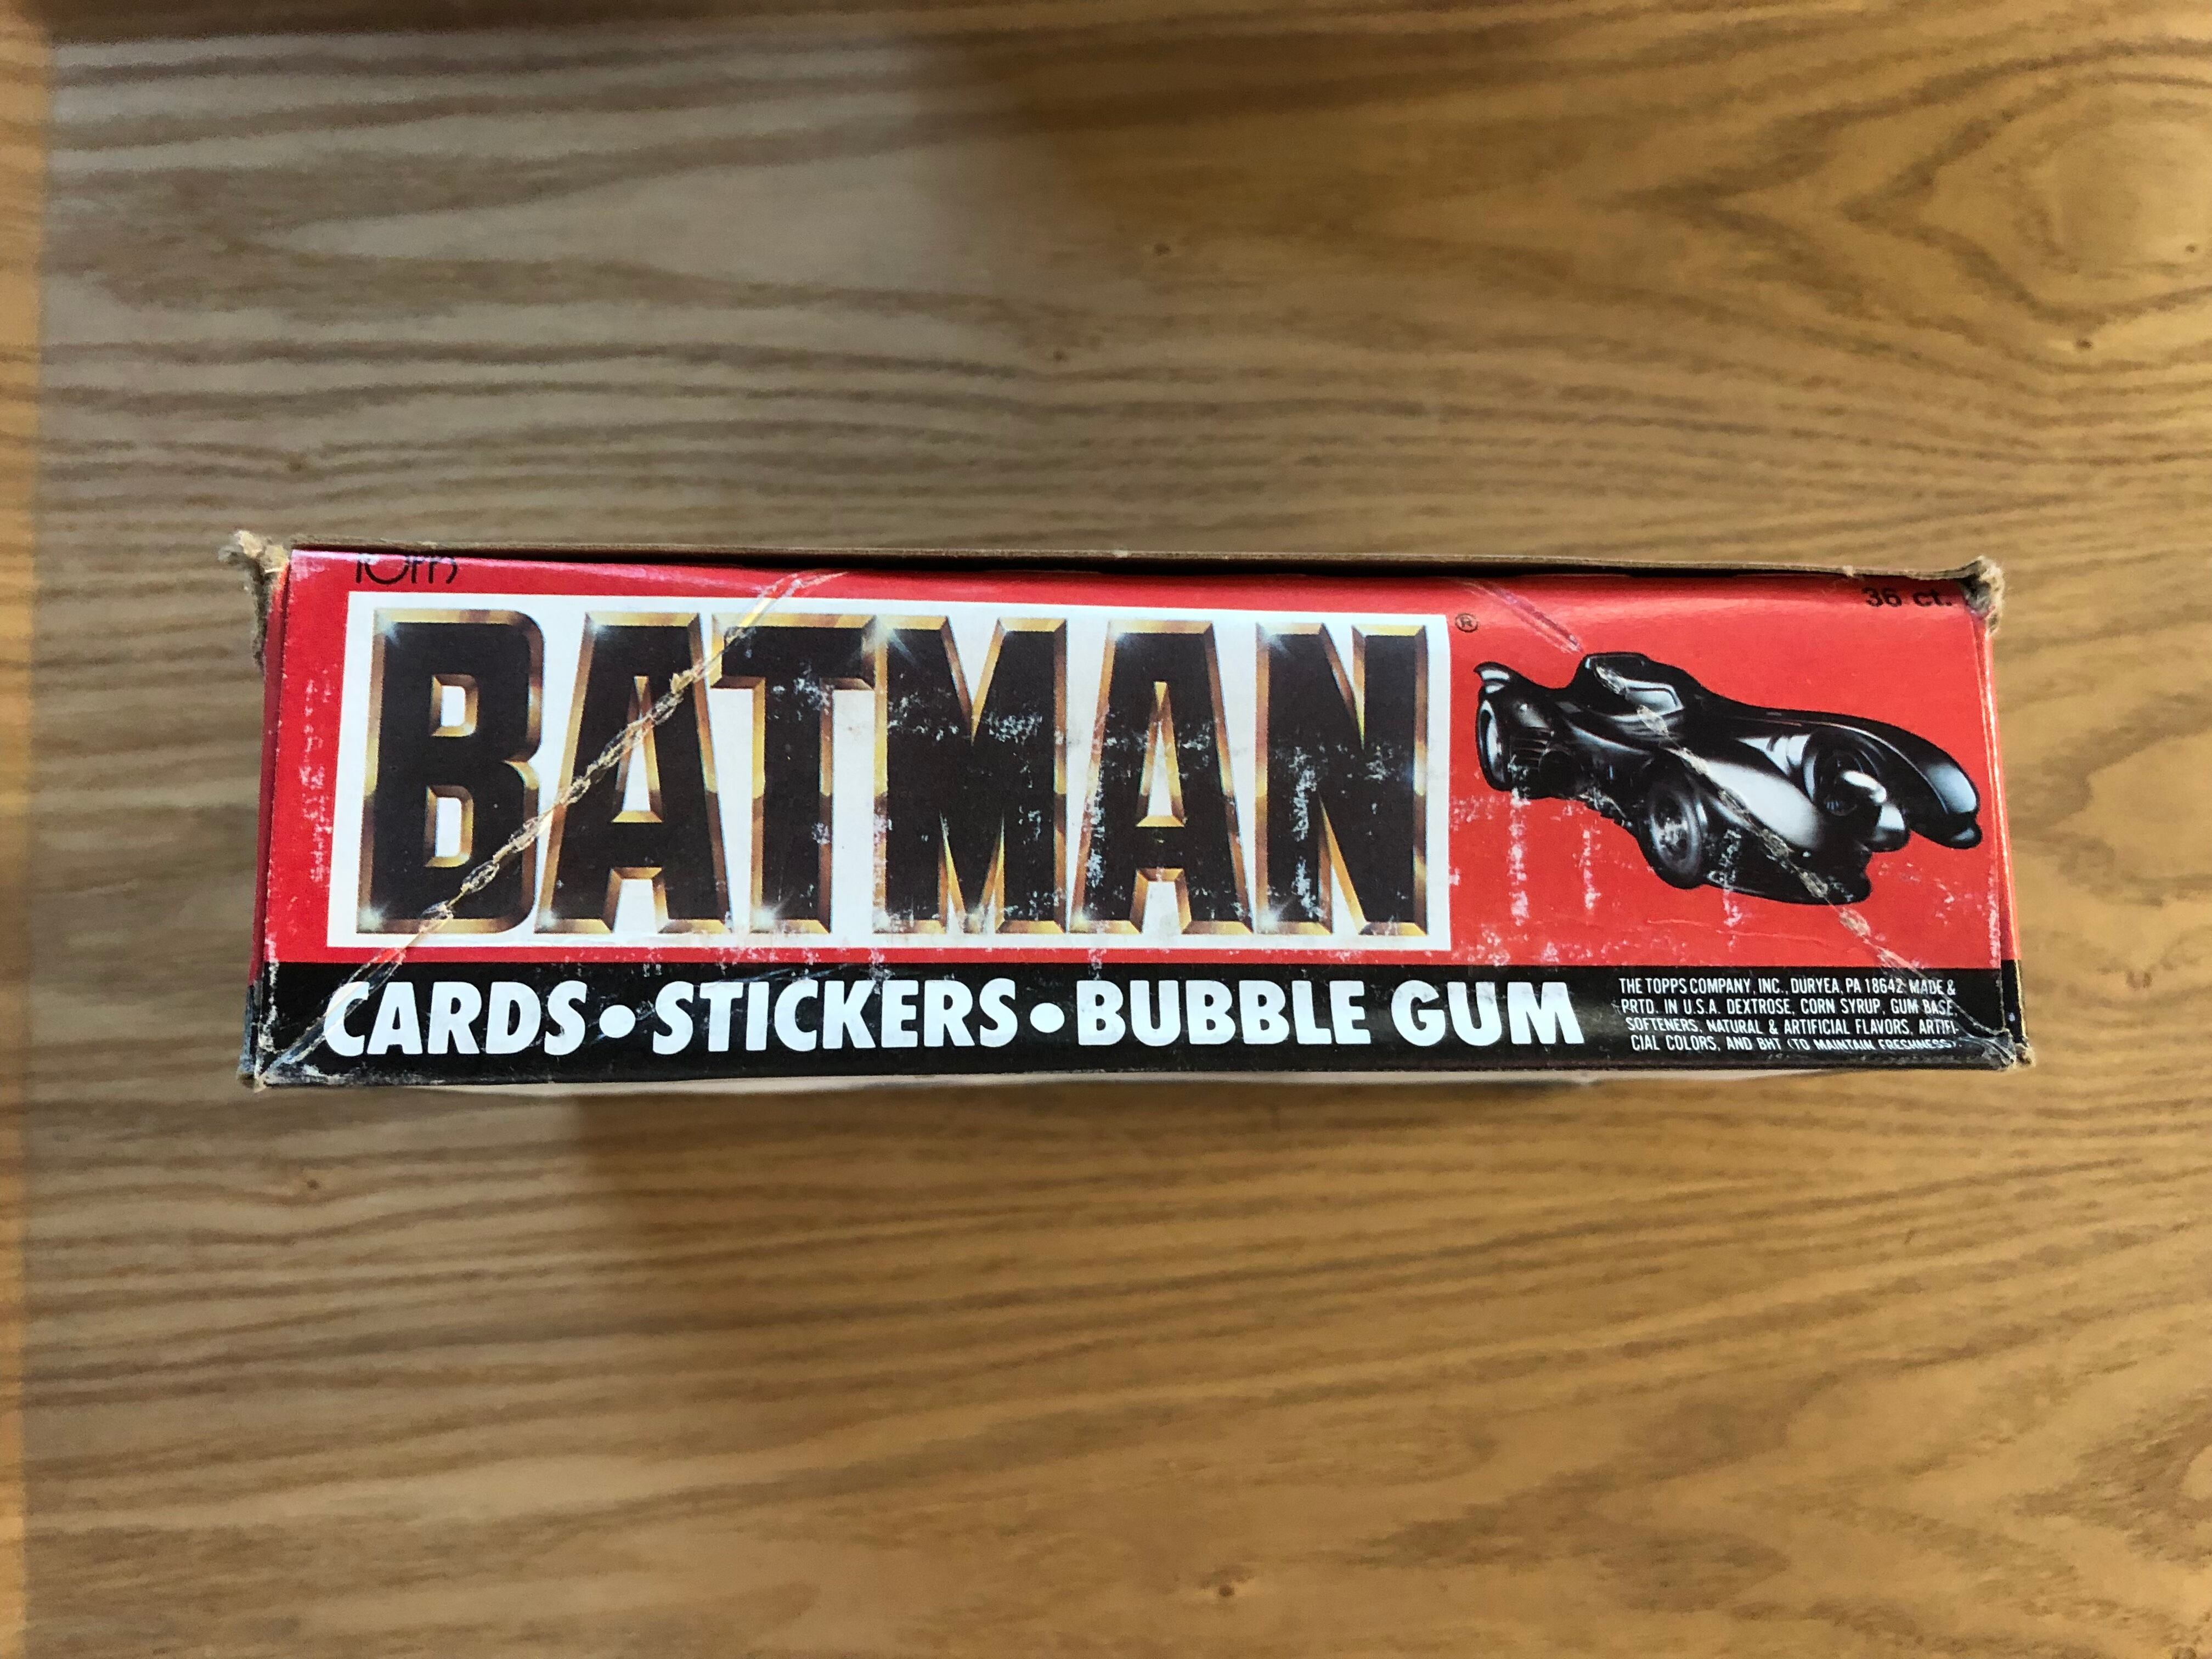 TOPPS
36 ct.
BATMAN ®
CARDS • STICKERS • BUBBLE GUM
THE TOPPS COMPANY, INC., DURYEA, PA 18642 MADE &
PRTD. IN U.S.A. DEXTROSE, CORN SYRUP, GUM BASE,
SOFTENERS, NATURAL & ARTIFICIAL FLAVORS, ARTIFI-
CIAL COLORS, AND BHT (TO MAINTAIN FRESHNESS).